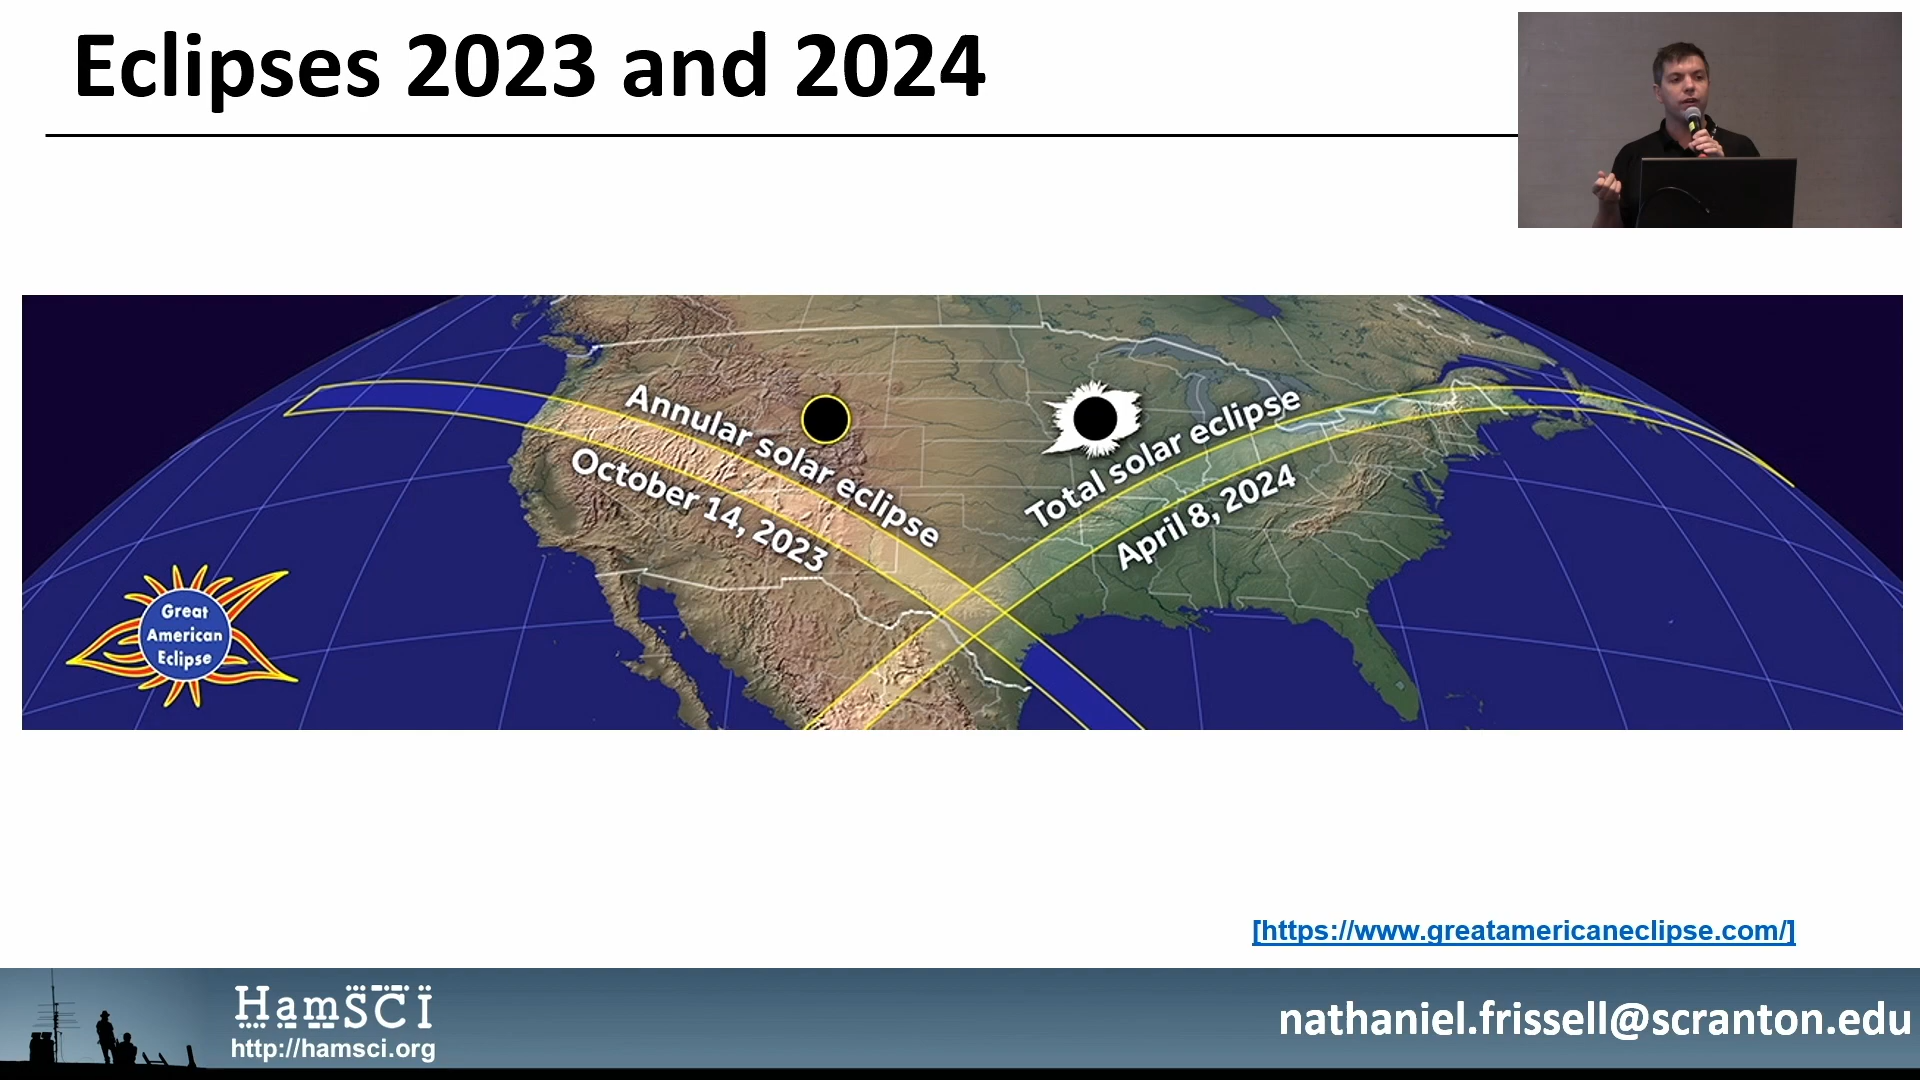 Eclipses 2023 and 2024
Annular solar eclipse
October 14, 2023
Total solar eclipse
April 8, 2024
Great
American
Eclipse
[https://www.greatamericaneclipse.com/]
HamSCI
http://hamsci.org
nathaniel.frissell@scranton.edu